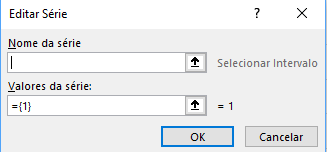 Editar Série
?
Nome da série
Selecionar Intervalo
Valores da série:
={1}
= 1
OK
Cancelar